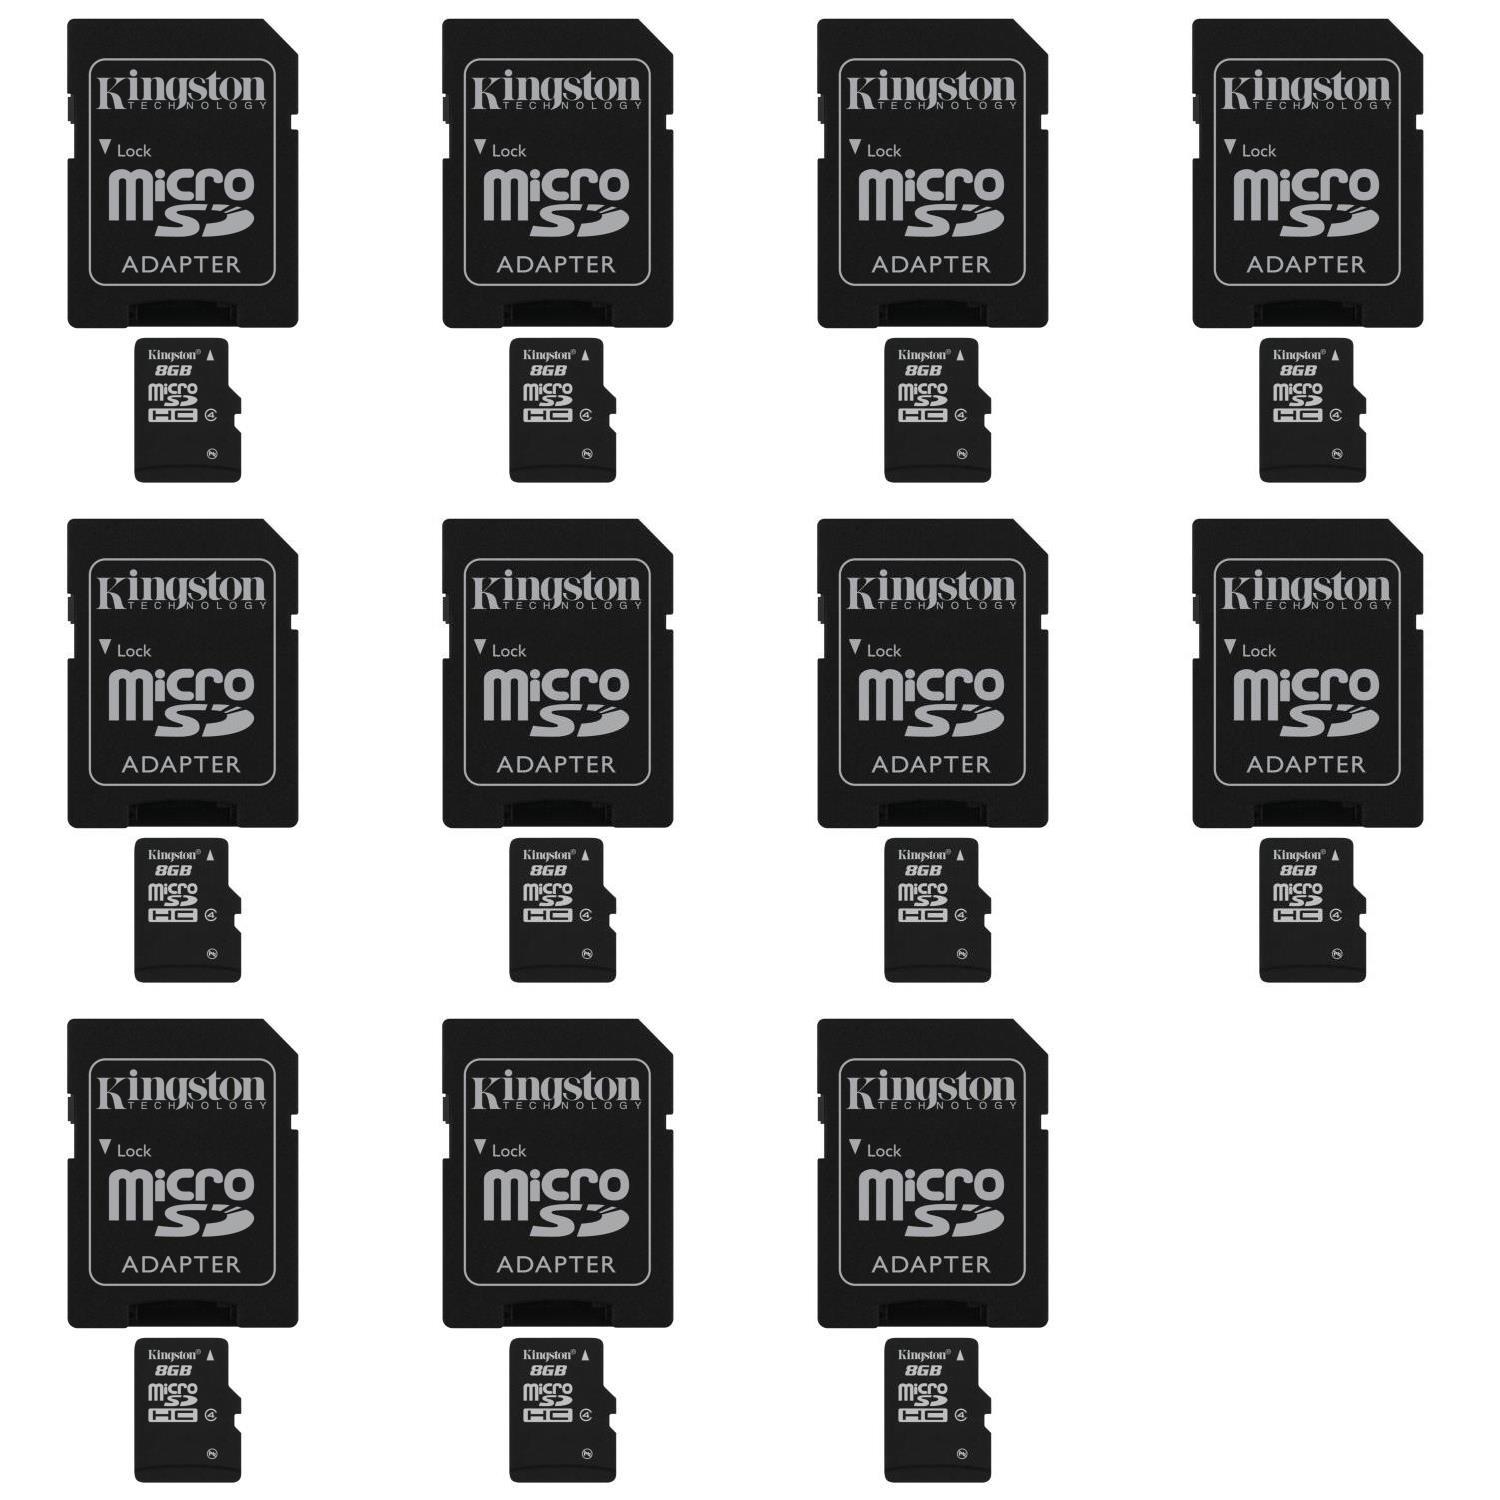 Kingston Kingston Kingston Kingston
TECHNOLOGY TECHNOLOGY TECHNOLOGY TECHNOLOGY
Lock Lock Lock Lock
micro micro micro micro
SD SD SD SD
ADAPTER ADAPTER ADAPTER ADAPTER
Kingston® Kingston® Kingston® Kingston®
8GB 8GB 8GB 8GB
micro micro micro micro
SD SD SD SD
HC 4 HC 4 HC 4 HC 4
Kingston Kingston Kingston Kingston
TECHNOLOGY TECHNOLOGY TECHNOLOGY TECHNOLOGY
Lock Lock Lock Lock
micro micro micro micro
SD SD SD SD
ADAPTER ADAPTER ADAPTER ADAPTER
Kingston® Kingston® Kingston® Kingston®
8GB 8GB 8GB 8GB
micro micro micro micro
SD SD SD SD
HC 4 HC 4 HC 4 HC 4
Kingston Kingston Kingston
TECHNOLOGY TECHNOLOGY TECHNOLOGY
Lock Lock Lock
micro micro micro
SD SD SD
ADAPTER ADAPTER ADAPTER
Kingston® Kingston® Kingston®
8GB 8GB 8GB
micro micro micro
SD SD SD
HC 4 HC 4 HC 4